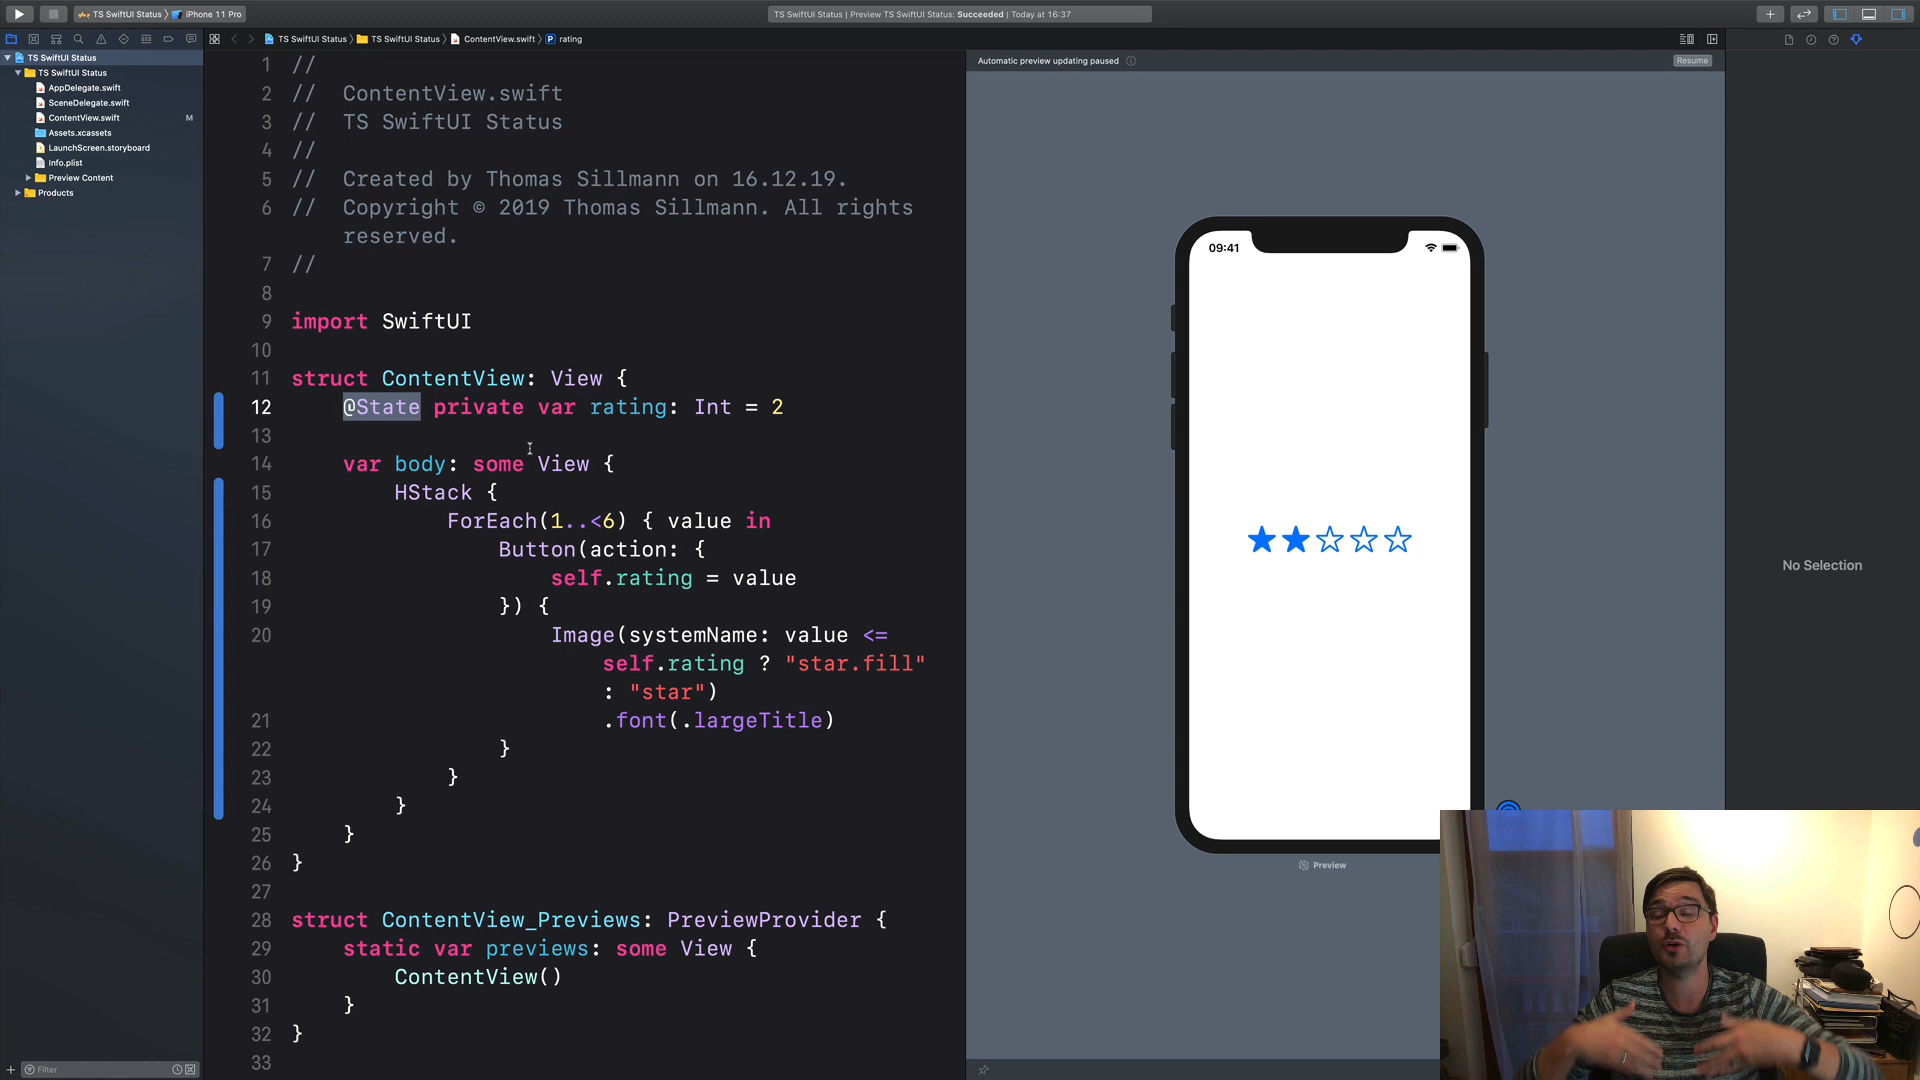 TS SwiftUI Status
iPhone 11 Pro
TS SwiftUI Status | Preview TS SwiftUI Status: Succeeded | Today at 16:37
TS SwiftUI Status
TS SwiftUI Status
ContentView.swift
rating
TS SwiftUI Status
TS SwiftUI Status
AppDelegate.swift
SceneDelegate.swift
ContentView.swift M
Assets.xcassets
LaunchScreen.storyboard
Info.plist
Preview Content
Products
Filter
1 //
2 // ContentView.swift
3 // TS SwiftUI Status
4 //
5 // Created by Thomas Sillmann on 16.12.19.
6 // Copyright © 2019 Thomas Sillmann. All rights
reserved.
7 //
8
9 import SwiftUI
10
11 struct ContentView: View {
12 @State private var rating: Int = 2
13
14 var body: some View {
15 HStack {
16 ForEach(1..<6) { value in
17 Button(action: {
18 self.rating = value
19 }) {
20 Image(systemName: value <=
self.rating ? "star.fill"
: "star")
21 .font(.largeTitle)
22 }
23 }
24 }
25 }
26 }
27
28 struct ContentView_Previews: PreviewProvider {
29 static var previews: some View {
30 ContentView()
31 }
32 }
33
Automatic preview updating paused
Resume
09:41
Preview
No Selection